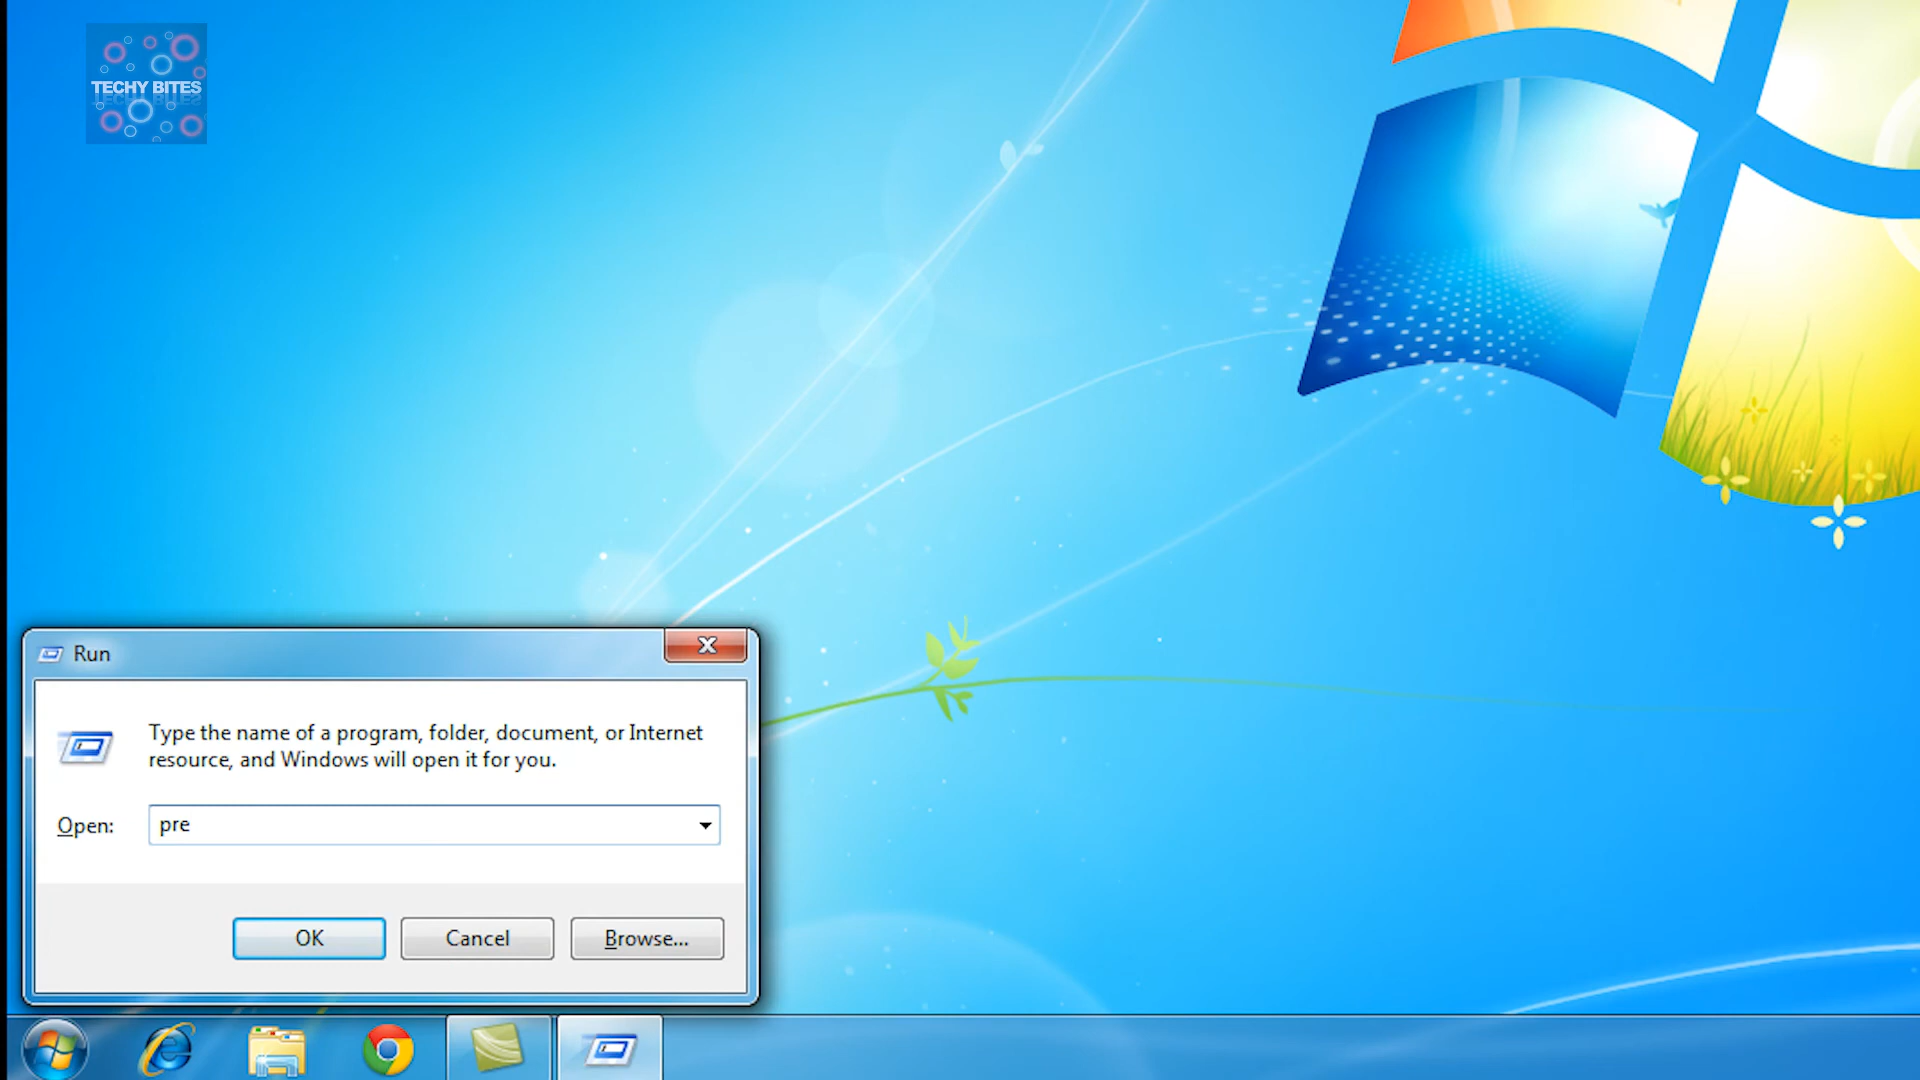 TECHY BITES
Run
Type the name of a program, folder, document, or Internet
resource, and Windows will open it for you.
Open:
pre
OK
Cancel
Browse...